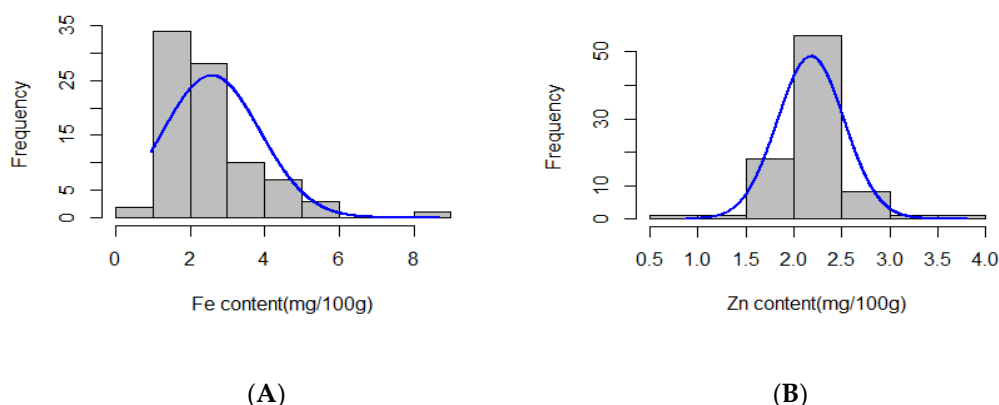 Frequency
35
25
15
5
0
0 2 4 6 8
Fe content(mg/100g)
(A)
Frequency
50
30
10
0
0.5 1.0 1.5 2.0 2.5 3.0 3.5 4.0
Zn content(mg/100g)
(B)